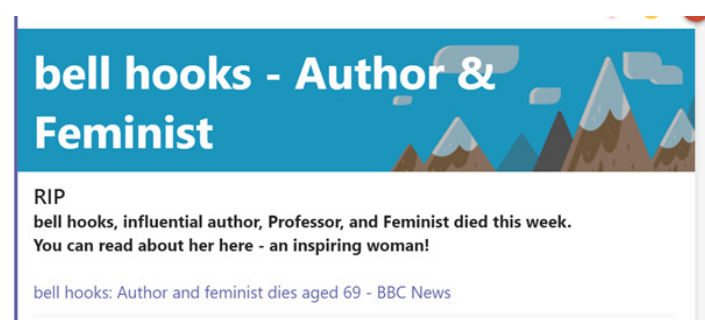 bell hooks - Author &
Feminist
RIP
bell hooks, influential author, Professor, and Feminist died this week.
You can read about her here - an inspiring woman!
bell hooks: Author and feminist dies aged 69 - BBC News